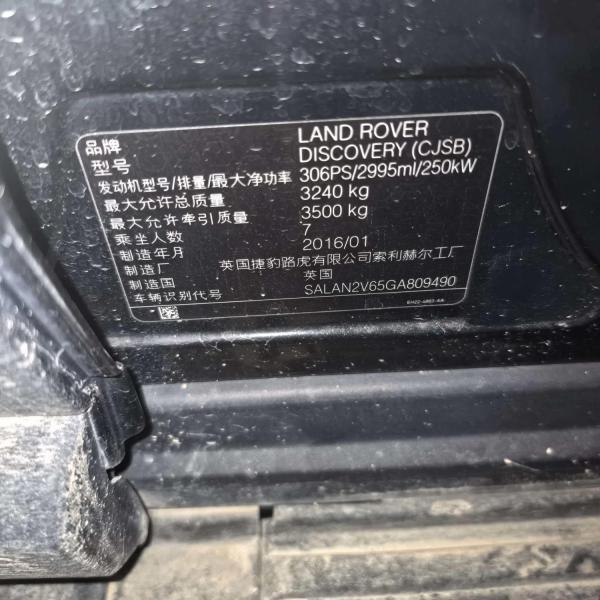 品牌 LAND ROVER
型号 DISCOVERY (CJSB)
发动机型号/排量/最大净功率 306PS/2995ml/250kW
最大允许总质量 3240 kg
最大允许牵引质量 3500 kg
乘坐人数 7
制造年月 2016/01
制造厂 英国捷豹路虎有限公司索利赫尔工厂
制造国 英国
车辆识别代号 SALAN2V65GA809490